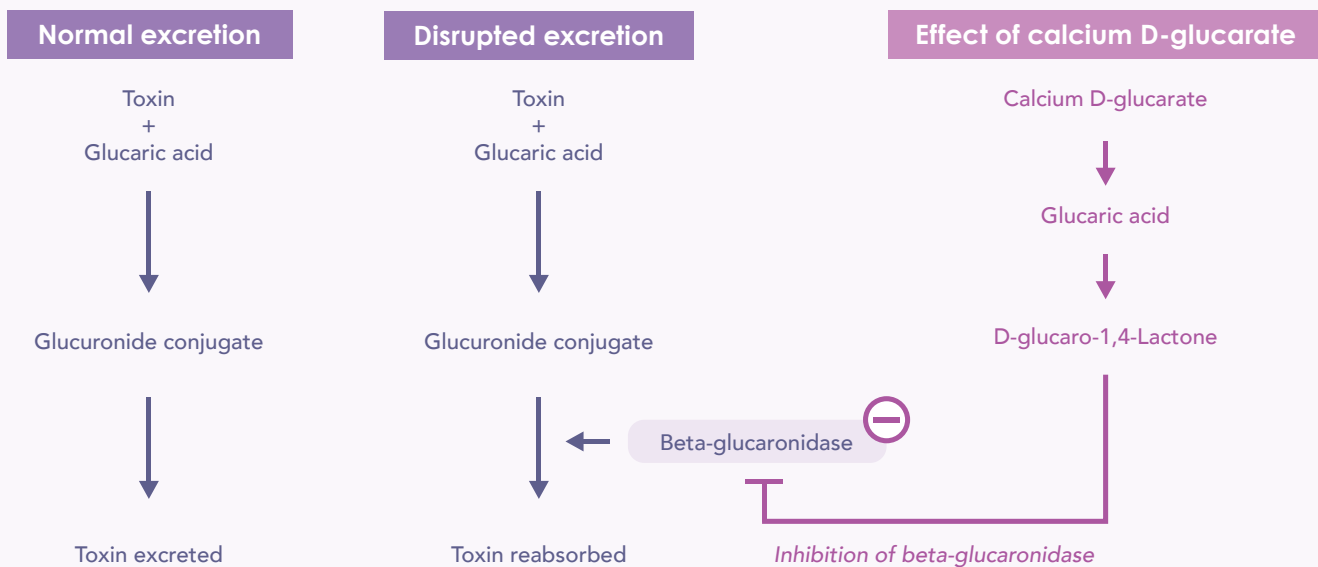 Normal excretion
Toxin
+
Glucaric acid
Glucuronide conjugate
Toxin excreted
Disrupted excretion
Toxin
+
Glucaric acid
Glucuronide conjugate
Beta-glucaronidase
Toxin reabsorbed
Effect of calcium D-glucarate
Calcium D-glucarate
Glucaric acid
D-glucaro-1,4-Lactone
Inhibition of beta-glucaronidase